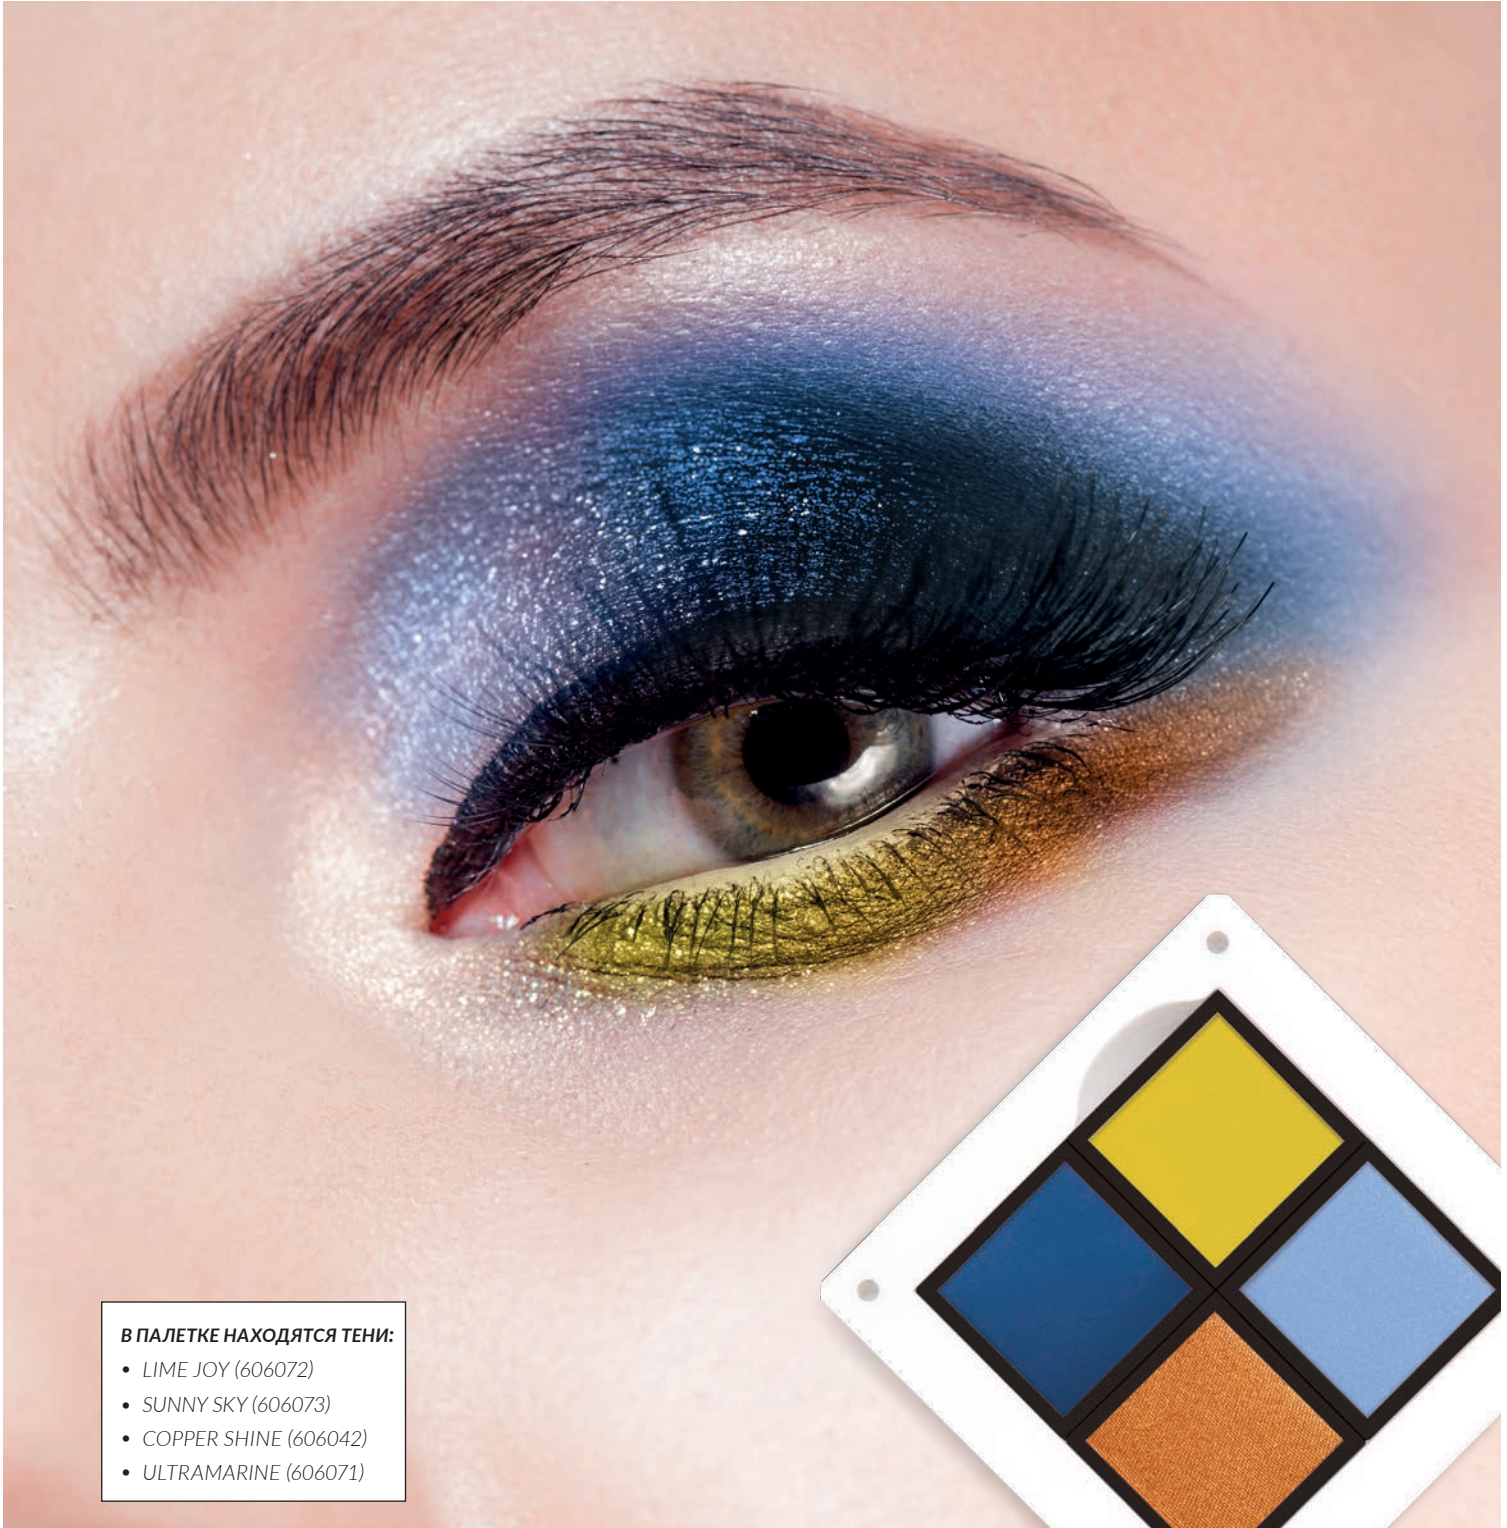 В ПАЛЕТКЕ НАХОДЯТСЯ ТЕНИ:
• LIME JOY (606072)
• SUNNY SKY (606073)
• COPPER SHINE (606042)
• ULTRAMARINE (606071)